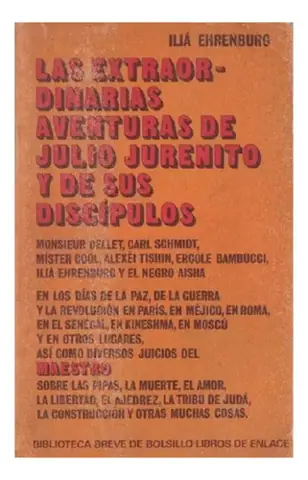 ILIÁ EHRENBURG
LAS EXTRAOR-
DINARIAS
AVENTURAS DE
JULIO JURENITO
Y DE SUS
DISCÍPULOS
MONSIEUR DELLET, CARL SCHMIDT,
MÍSTER COOL, ALEXÉI TISHIN, ERCOLE BAMBUCCI,
ILIÁ EHRENBURG Y EL NEGRO AISHA
EN LOS DÍAS DE LA PAZ, DE LA GUERRA
Y LA REVOLUCIÓN EN PARÍS, EN MÉJICO, EN ROMA,
EN EL SENEGAL, EN KINESHMA, EN MOSCÚ
Y EN OTROS LUGARES,
ASÍ COMO DIVERSOS JUICIOS DEL
MAESTRO
SOBRE LAS PIPAS, LA MUERTE, EL AMOR,
LA LIBERTAD, EL AJEDREZ, LA TRIBU DE JUDÁ,
LA CONSTRUCCIÓN Y OTRAS MUCHAS COSAS.
BIBLIOTECA BREVE DE BOLSILLO LIBROS DE ENLACE